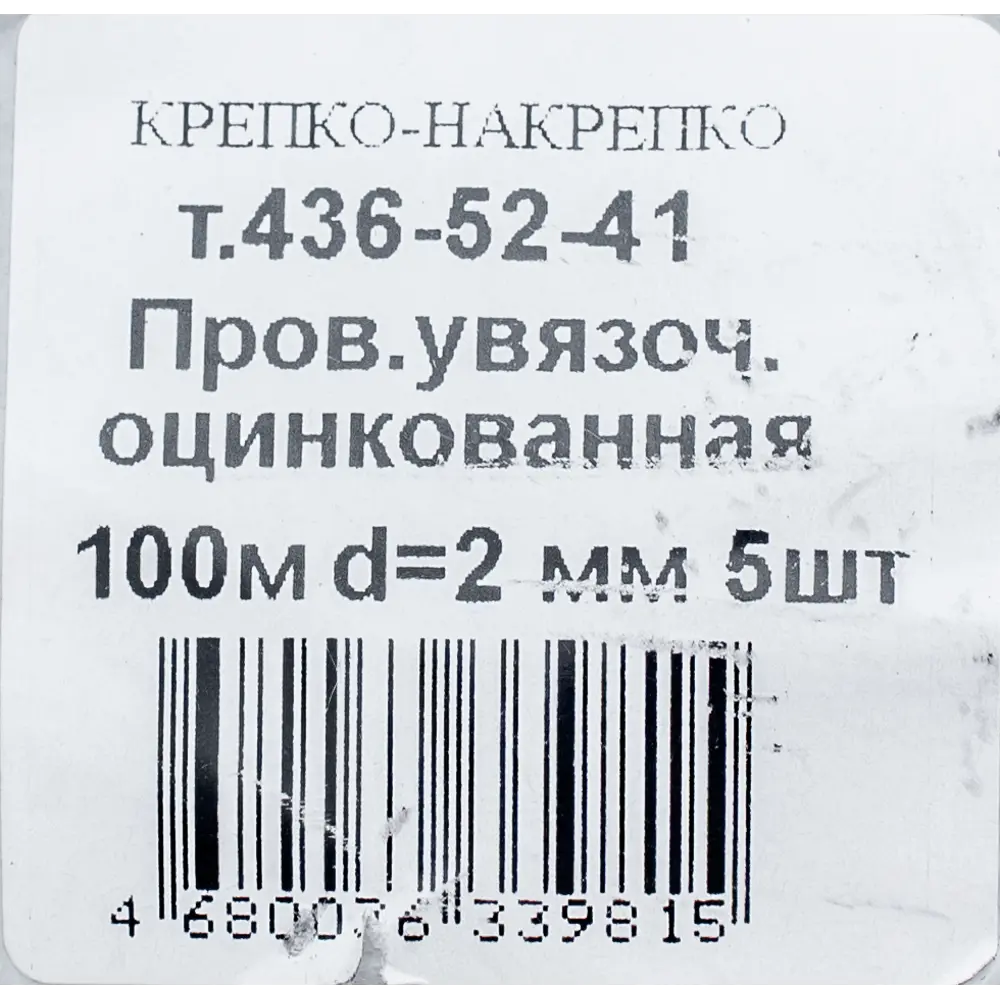 КРЕПКО-НАКРЕПКО
т.436-52-41
Пров.увязоч.
оцинкованная
100м d=2 мм 5шт
4 680076 339815